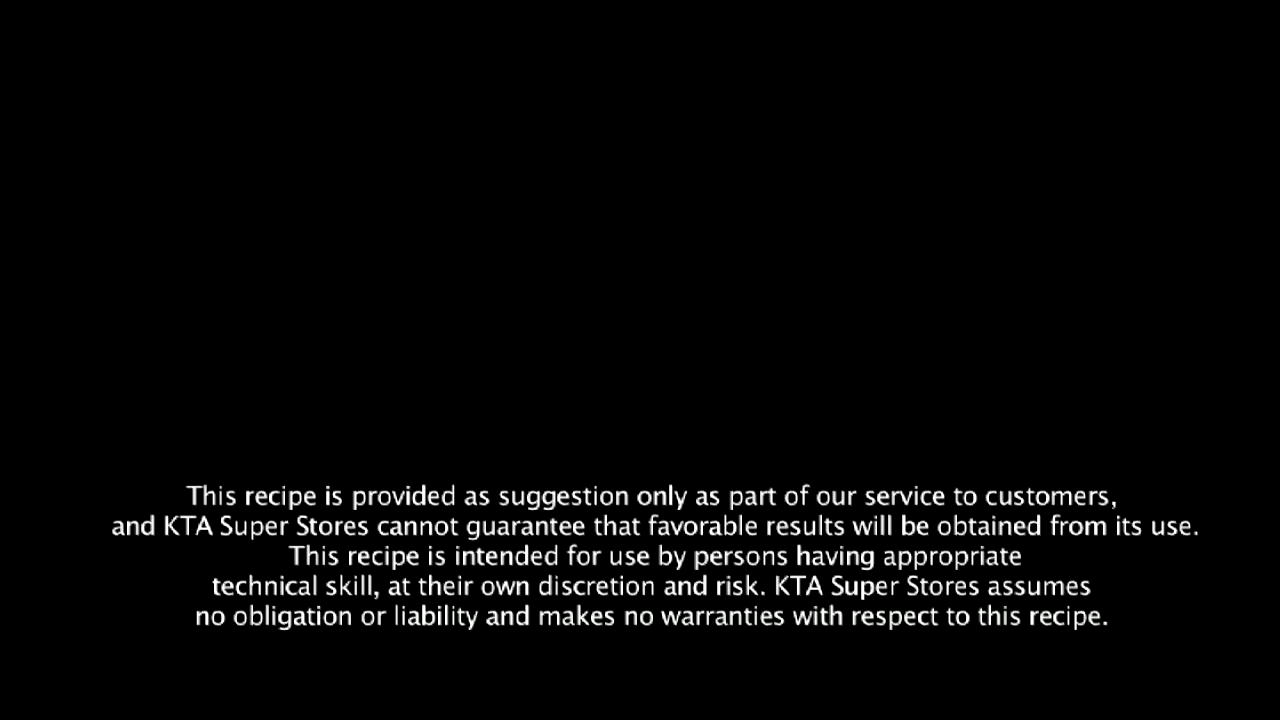 This recipe is provided as suggestion only as part of our service to customers,
and KTA Super Stores cannot guarantee that favorable results will be obtained from its use.
This recipe is intended for use by persons having appropriate
technical skill, at their own discretion and risk. KTA Super Stores assumes
no obligation or liability and makes no warranties with respect to this recipe.